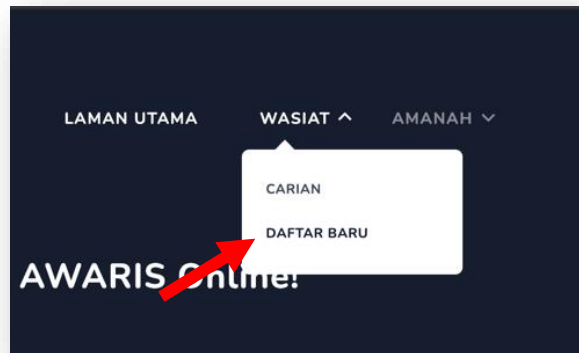 LAMAN UTAMA WASIAT AMANAH
CARIAN
DAFTAR BARU
AWARIS Online!